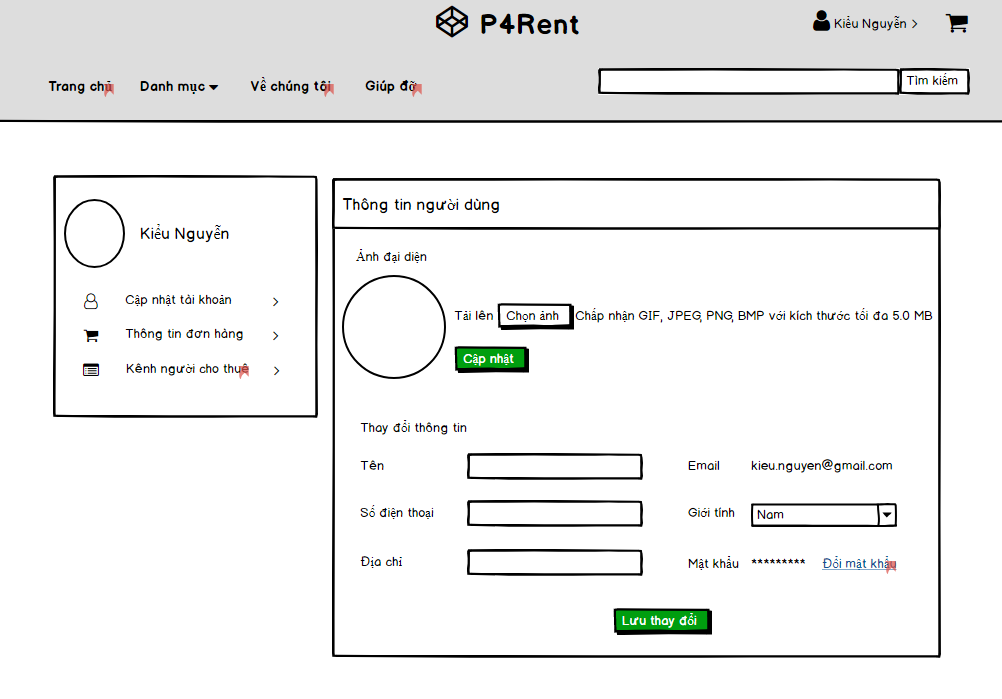 P4Rent
Kiểu Nguyễn >
Trang chủ
Danh mục
Về chúng tôi
Giúp đỡ
Tìm kiếm
Kiểu Nguyễn
Cập nhật tài khoản
Thông tin đơn hàng
Kênh người cho thuê
Thông tin người dùng
Ảnh đại diện
Tải lên Chọn ảnh Chấp nhận GIF, JPEG, PNG, BMP với kích thước tối đa 5.0 MB
Cập nhật
Thay đổi thông tin
Tên
Email kieu.nguyen@gmail.com
Số điện thoại
Giới tính Nam
Địa chỉ
Mật khẩu ********* Đổi mật khẩu
Lưu thay đổi